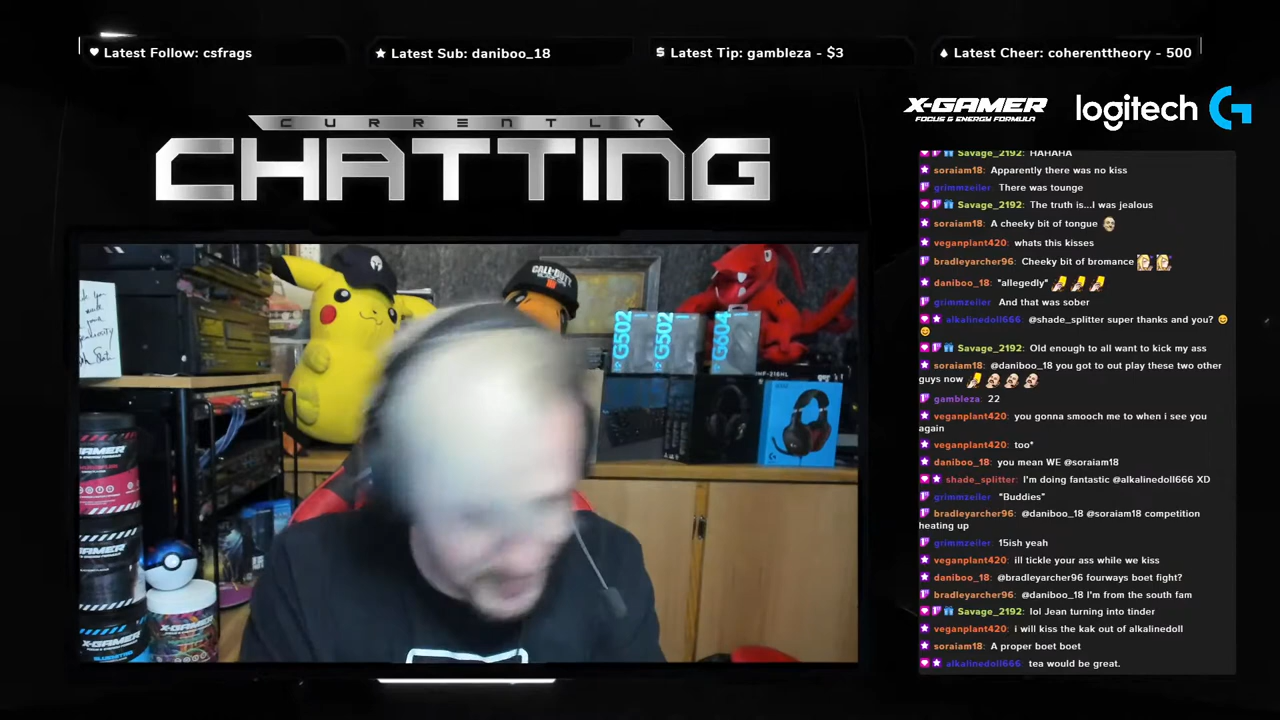 Latest Follow: csfrags
Latest Sub: daniboo_18
Latest Tip: gambleza - $3
Latest Cheer: coherenttheory - 500
X-GAMER
FOCUS & ENERGY FORMULA
logitech G
CURRENTLY
CHATTING
Savage_2192: HAHAHA
soraiam18: Apparently there was no kiss
grimmzeiler: There was tounge
Savage_2192: The truth is...I was jealous
soraiam18: A cheeky bit of tongue
veganplant420: whats this kisses
bradleyarcher96: Cheeky bit of bromance
daniboo_18: "allegedly"
grimmzeiler: And that was sober
alkalinedoll666: @shade_splitter super thanks and you?
Savage_2192: Old enough to all want to kick my ass
soraiam18: @daniboo_18 you got to out play these two other
guys now
gambleza: 22
veganplant420: you gonna smooch me to when i see you
again
veganplant420: too*
daniboo_18: you mean WE @soraiam18
shade_splitter: I'm doing fantastic @alkalinedoll666 XD
grimmzeiler: "Buddies"
bradleyarcher96: @daniboo_18 @soraiam18 competition
heating up
grimmzeiler: 15ish yeah
veganplant420: ill tickle your ass while we kiss
daniboo_18: @bradleyarcher96 fourways boet fight?
bradleyarcher96: @daniboo_18 I'm from the south fam
Savage_2192: lol Jean turning into tinder
veganplant420: i will kiss the kak out of alkalinedoll
soraiam18: A proper boet boet
alkalinedoll666: tea would be great.
CALL OF DUTY
G502
G502
G604
X-GAMER
X-GAMER
X-GAMER